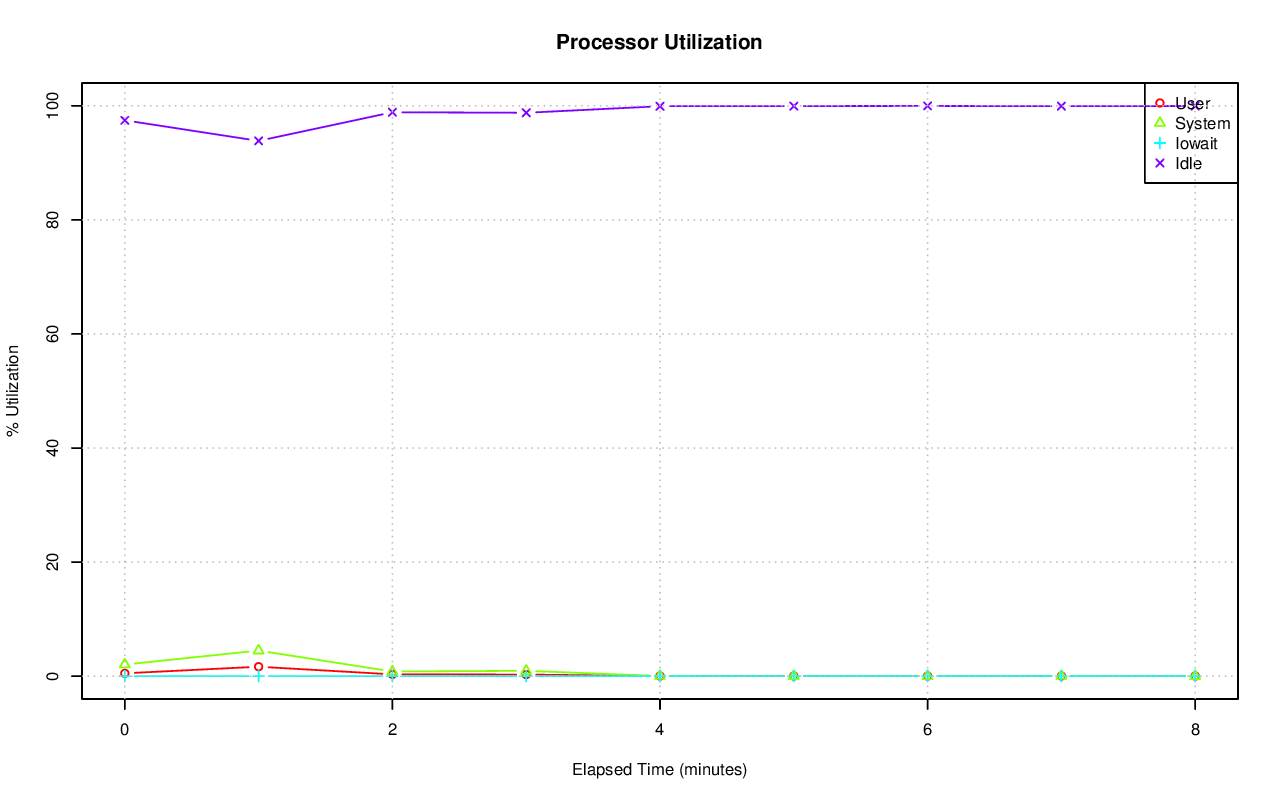 Processor Utilization
% Utilization
100
80
60
40
20
0
User
System
Iowait
Idle
0 2 4 6 8
Elapsed Time (minutes)